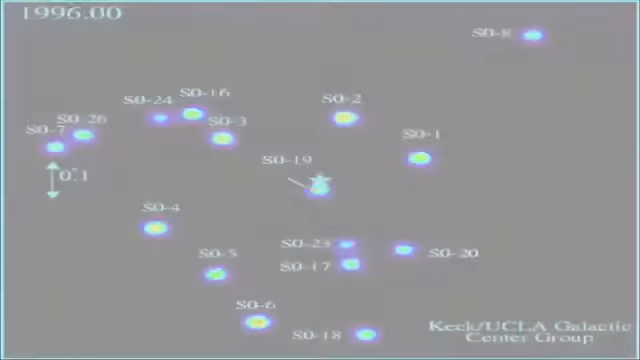 1996.00
S0-8
S0-16
S0-24
S0-2
S0-26
S0-3
S0-7
S0-1
S0-19
0".1
S0-4
S0-23
S0-20
S0-5
S0-17
S0-6
Keck/UCLA Galactic
S0-18
Center Group